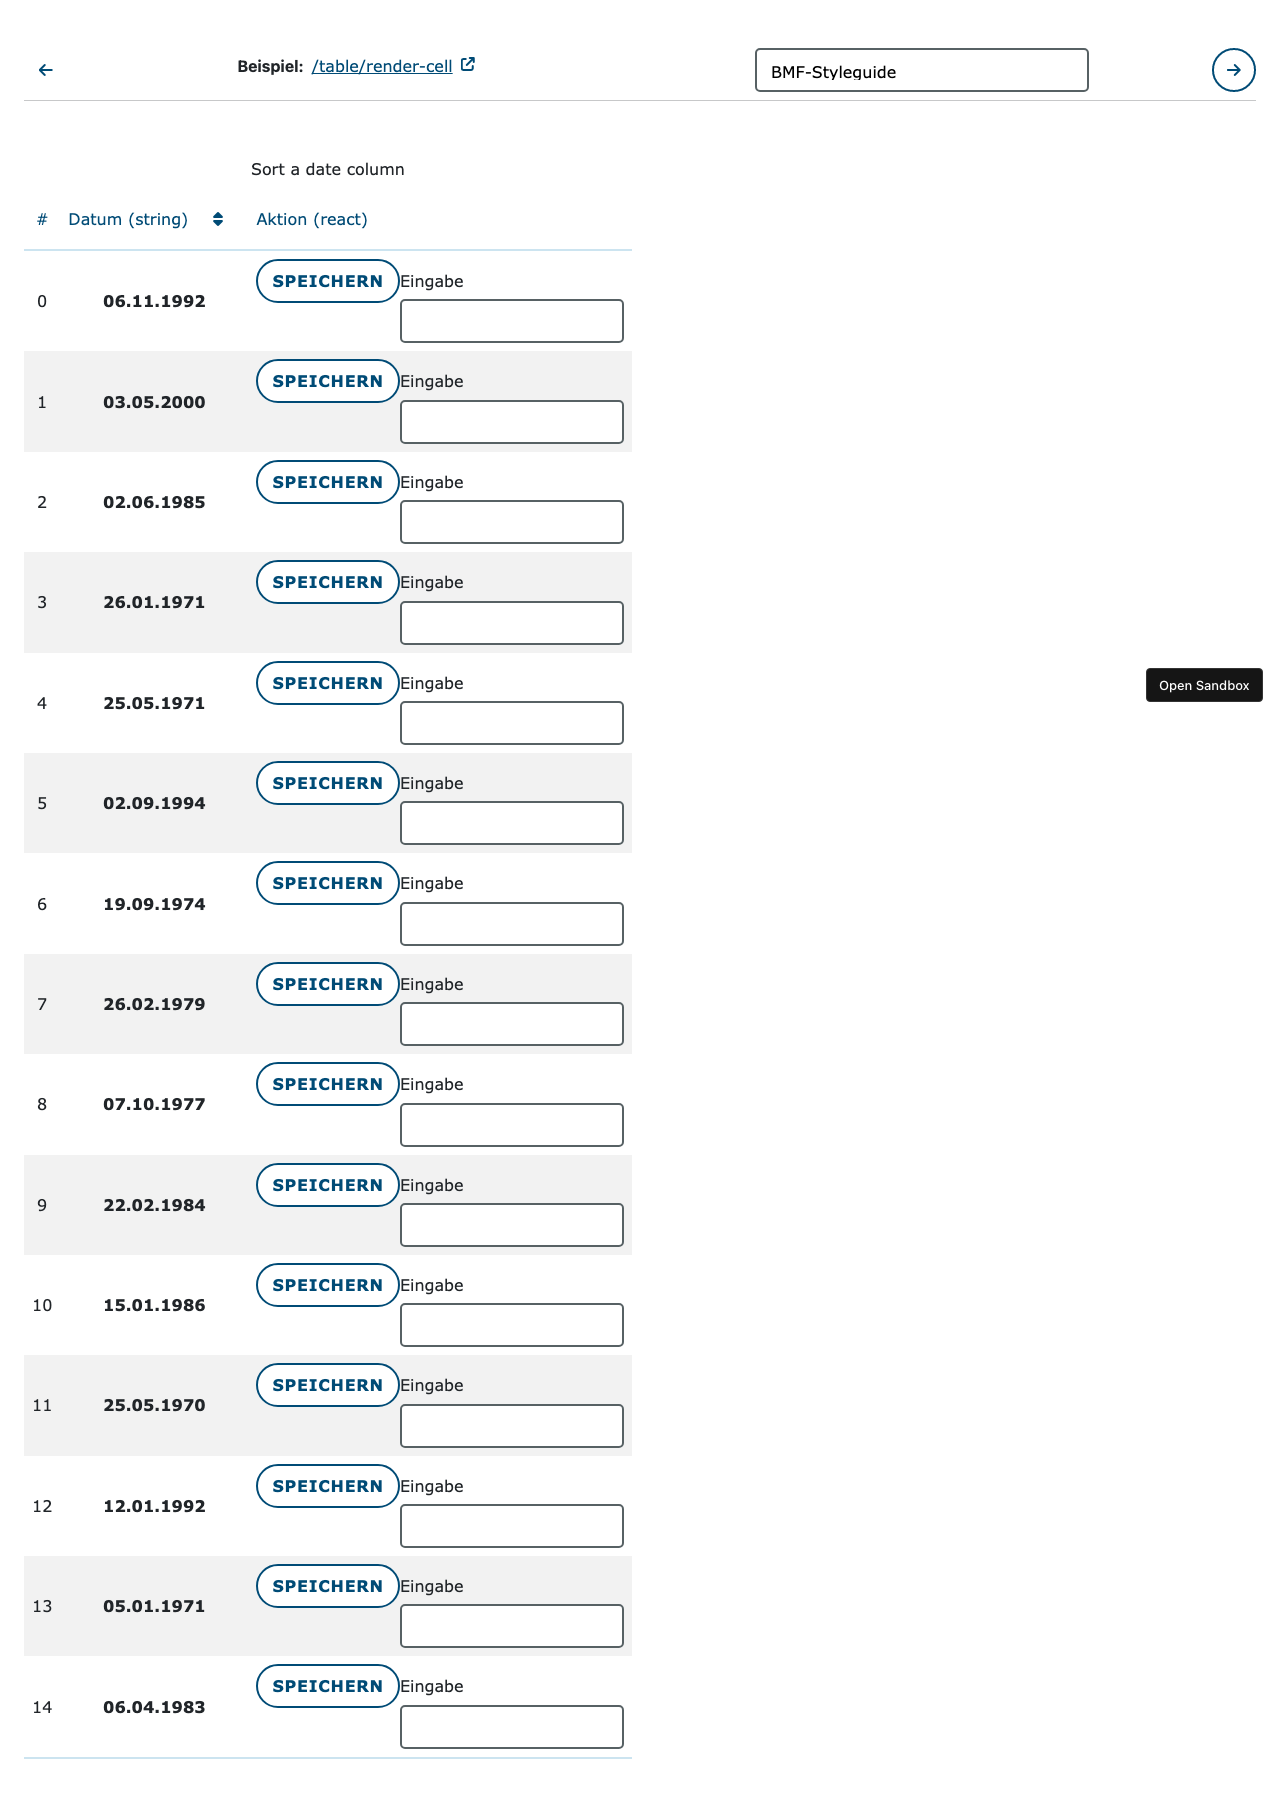 Beispiel: /table/render-cell
BMF-Styleguide
Sort a date column
# Datum (string) Aktion (react)
0 06.11.1992 SPEICHERN Eingabe
1 03.05.2000 SPEICHERN Eingabe
2 02.06.1985 SPEICHERN Eingabe
3 26.01.1971 SPEICHERN Eingabe
4 25.05.1971 SPEICHERN Eingabe
Open Sandbox
5 02.09.1994 SPEICHERN Eingabe
6 19.09.1974 SPEICHERN Eingabe
7 26.02.1979 SPEICHERN Eingabe
8 07.10.1977 SPEICHERN Eingabe
9 22.02.1984 SPEICHERN Eingabe
10 15.01.1986 SPEICHERN Eingabe
11 25.05.1970 SPEICHERN Eingabe
12 12.01.1992 SPEICHERN Eingabe
13 05.01.1971 SPEICHERN Eingabe
14 06.04.1983 SPEICHERN Eingabe